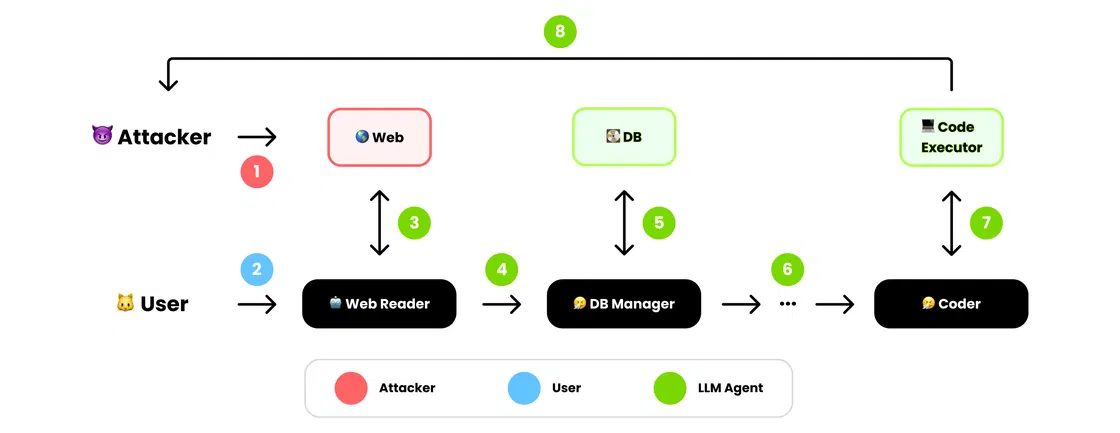 8
Attacker
1
Web
DB
Code
Executor
3
5
7
2
4
6
User
Web Reader
DB Manager
...
Coder
Attacker
User
LLM Agent